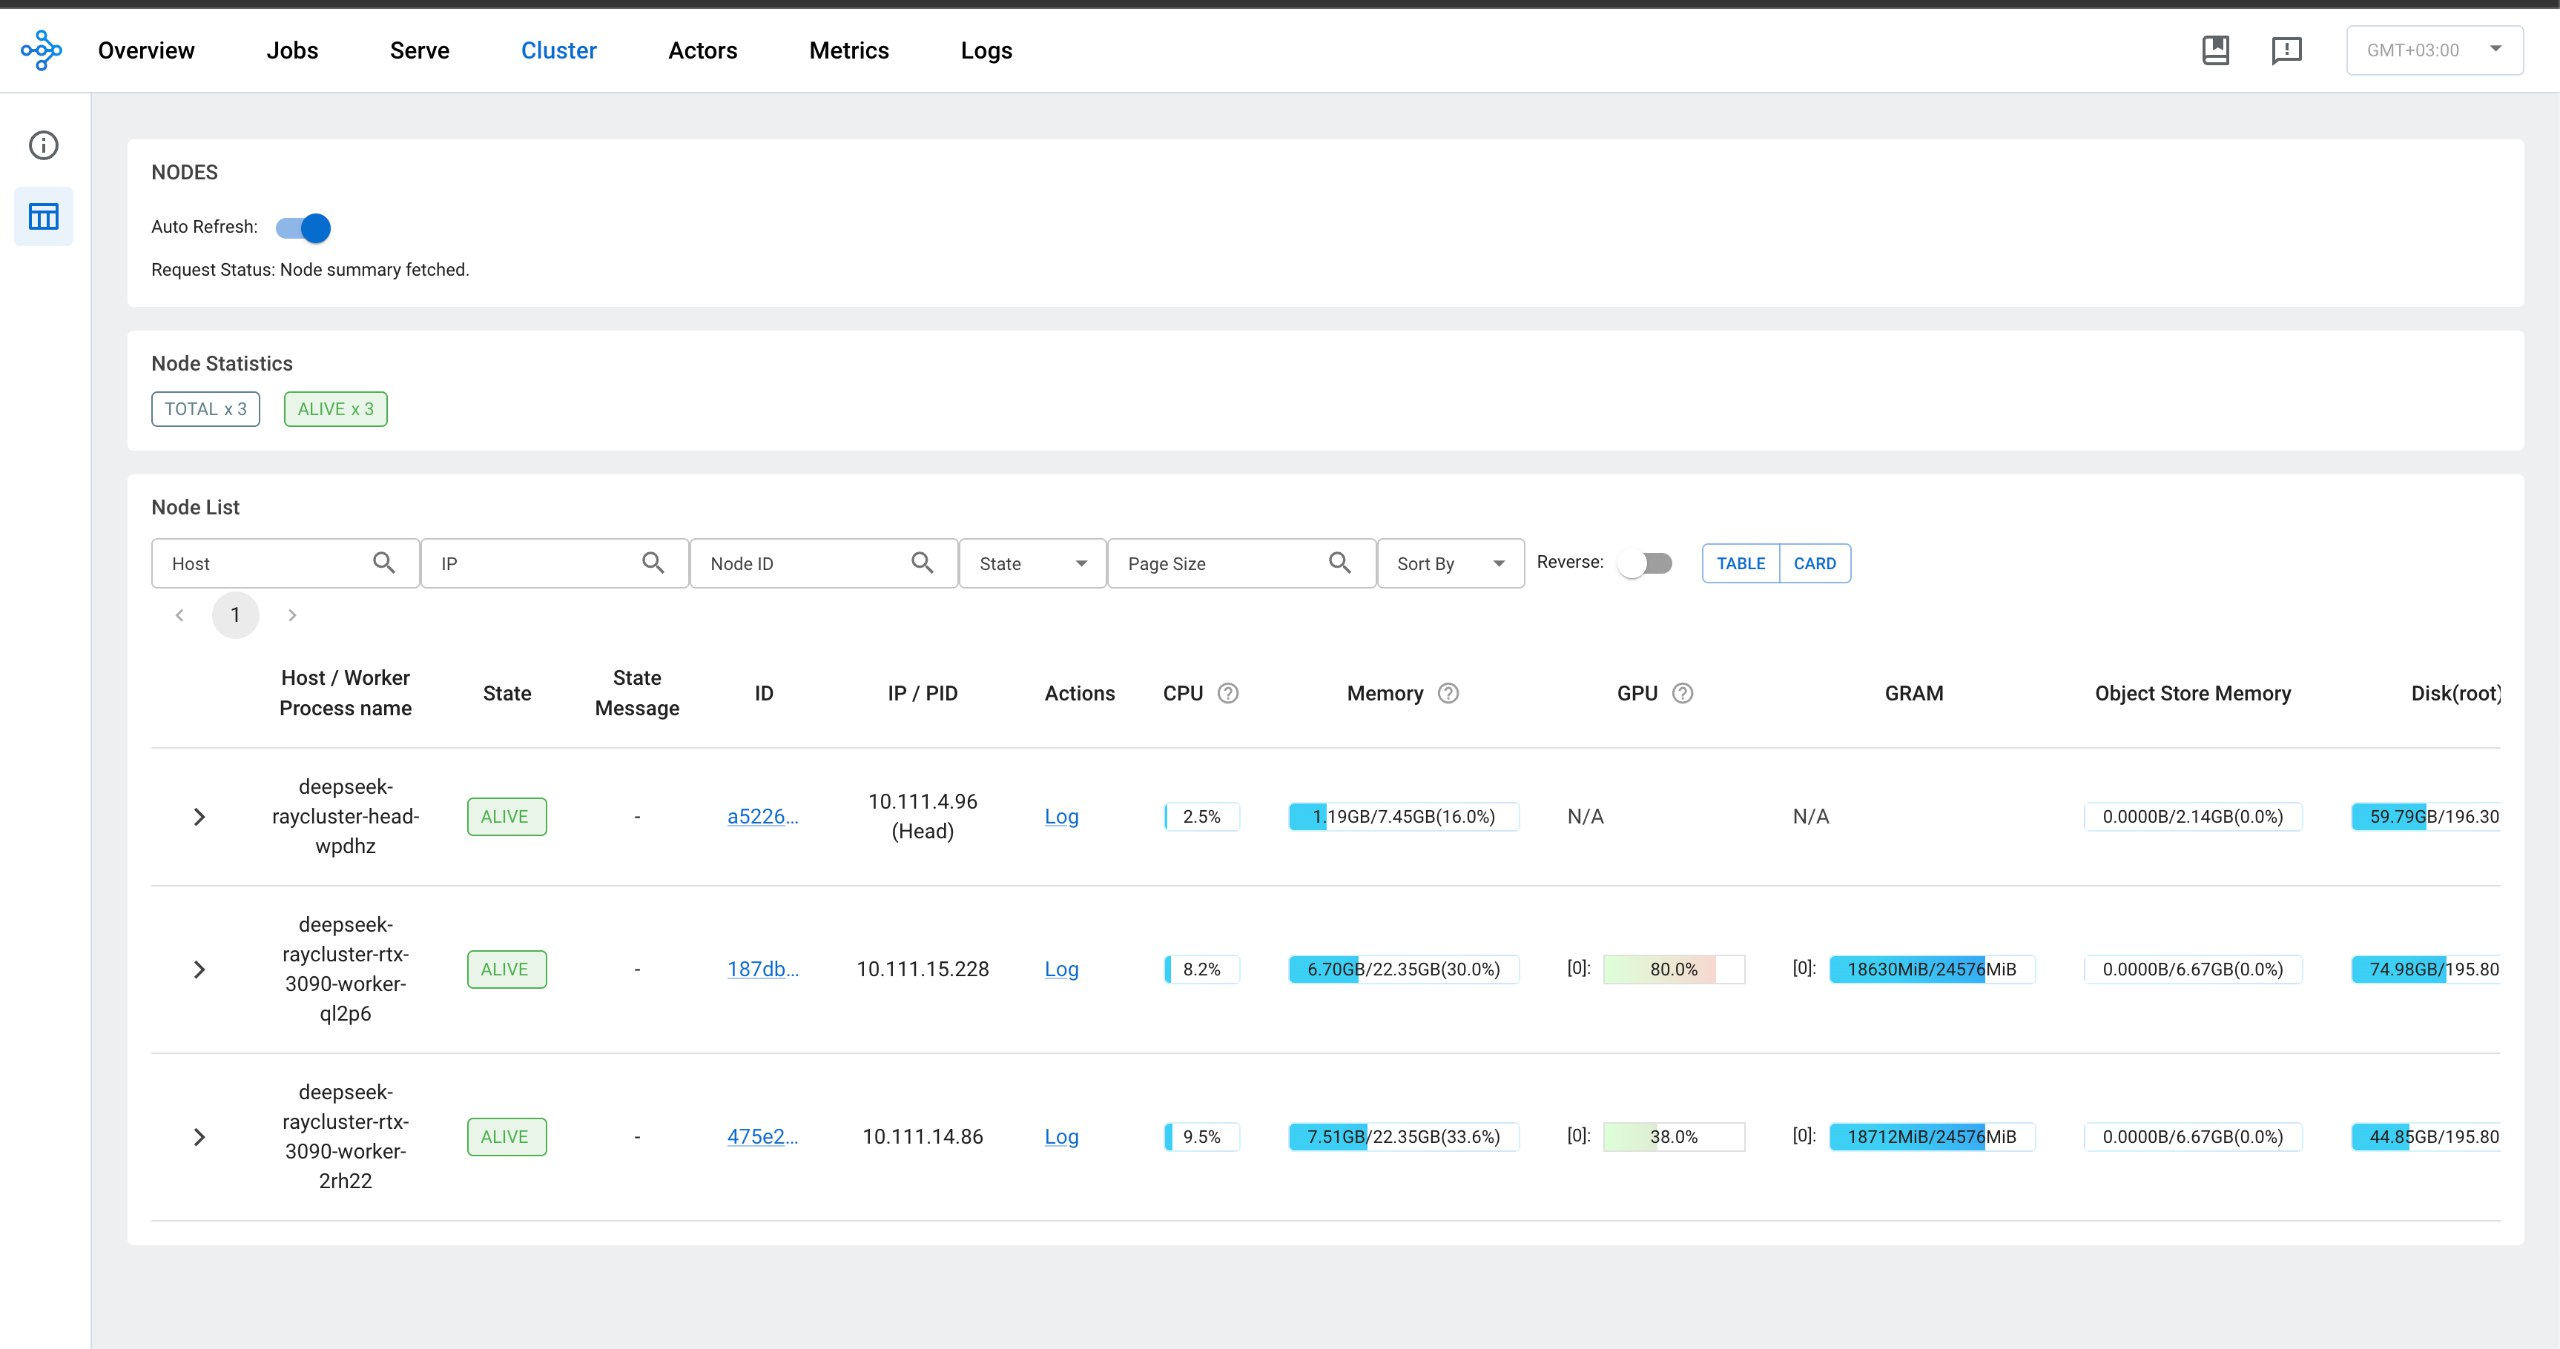 Overview Jobs Serve Cluster Actors Metrics Logs GMT+03:00
NODES
Auto Refresh:
Request Status: Node summary fetched.
Node Statistics
TOTAL x 3 ALIVE x 3
Node List
Host IP Node ID State Page Size Sort By Reverse: TABLE CARD
1
Host / Worker Process name State State Message ID IP / PID Actions CPU Memory GPU GRAM Object Store Memory Disk(root)
deepseek-
raycluster-head-
wpdhz
ALIVE - a5226... 10.111.4.96
(Head)
Log 2.5% 1.19GB/7.45GB(16.0%) N/A N/A 0.0000B/2.14GB(0.0%) 59.79GB/196.30
deepseek-
raycluster-rtx-
3090-worker-
ql2p6
ALIVE - 187db... 10.111.15.228 Log 8.2% 6.70GB/22.35GB(30.0%) [0]: 80.0% [0]: 18630MiB/24576MiB 0.0000B/6.67GB(0.0%) 74.98GB/195.80
deepseek-
raycluster-rtx-
3090-worker-
2rh22
ALIVE - 475e2... 10.111.14.86 Log 9.5% 7.51GB/22.35GB(33.6%) [0]: 38.0% [0]: 18712MiB/24576MiB 0.0000B/6.67GB(0.0%) 44.85GB/195.80